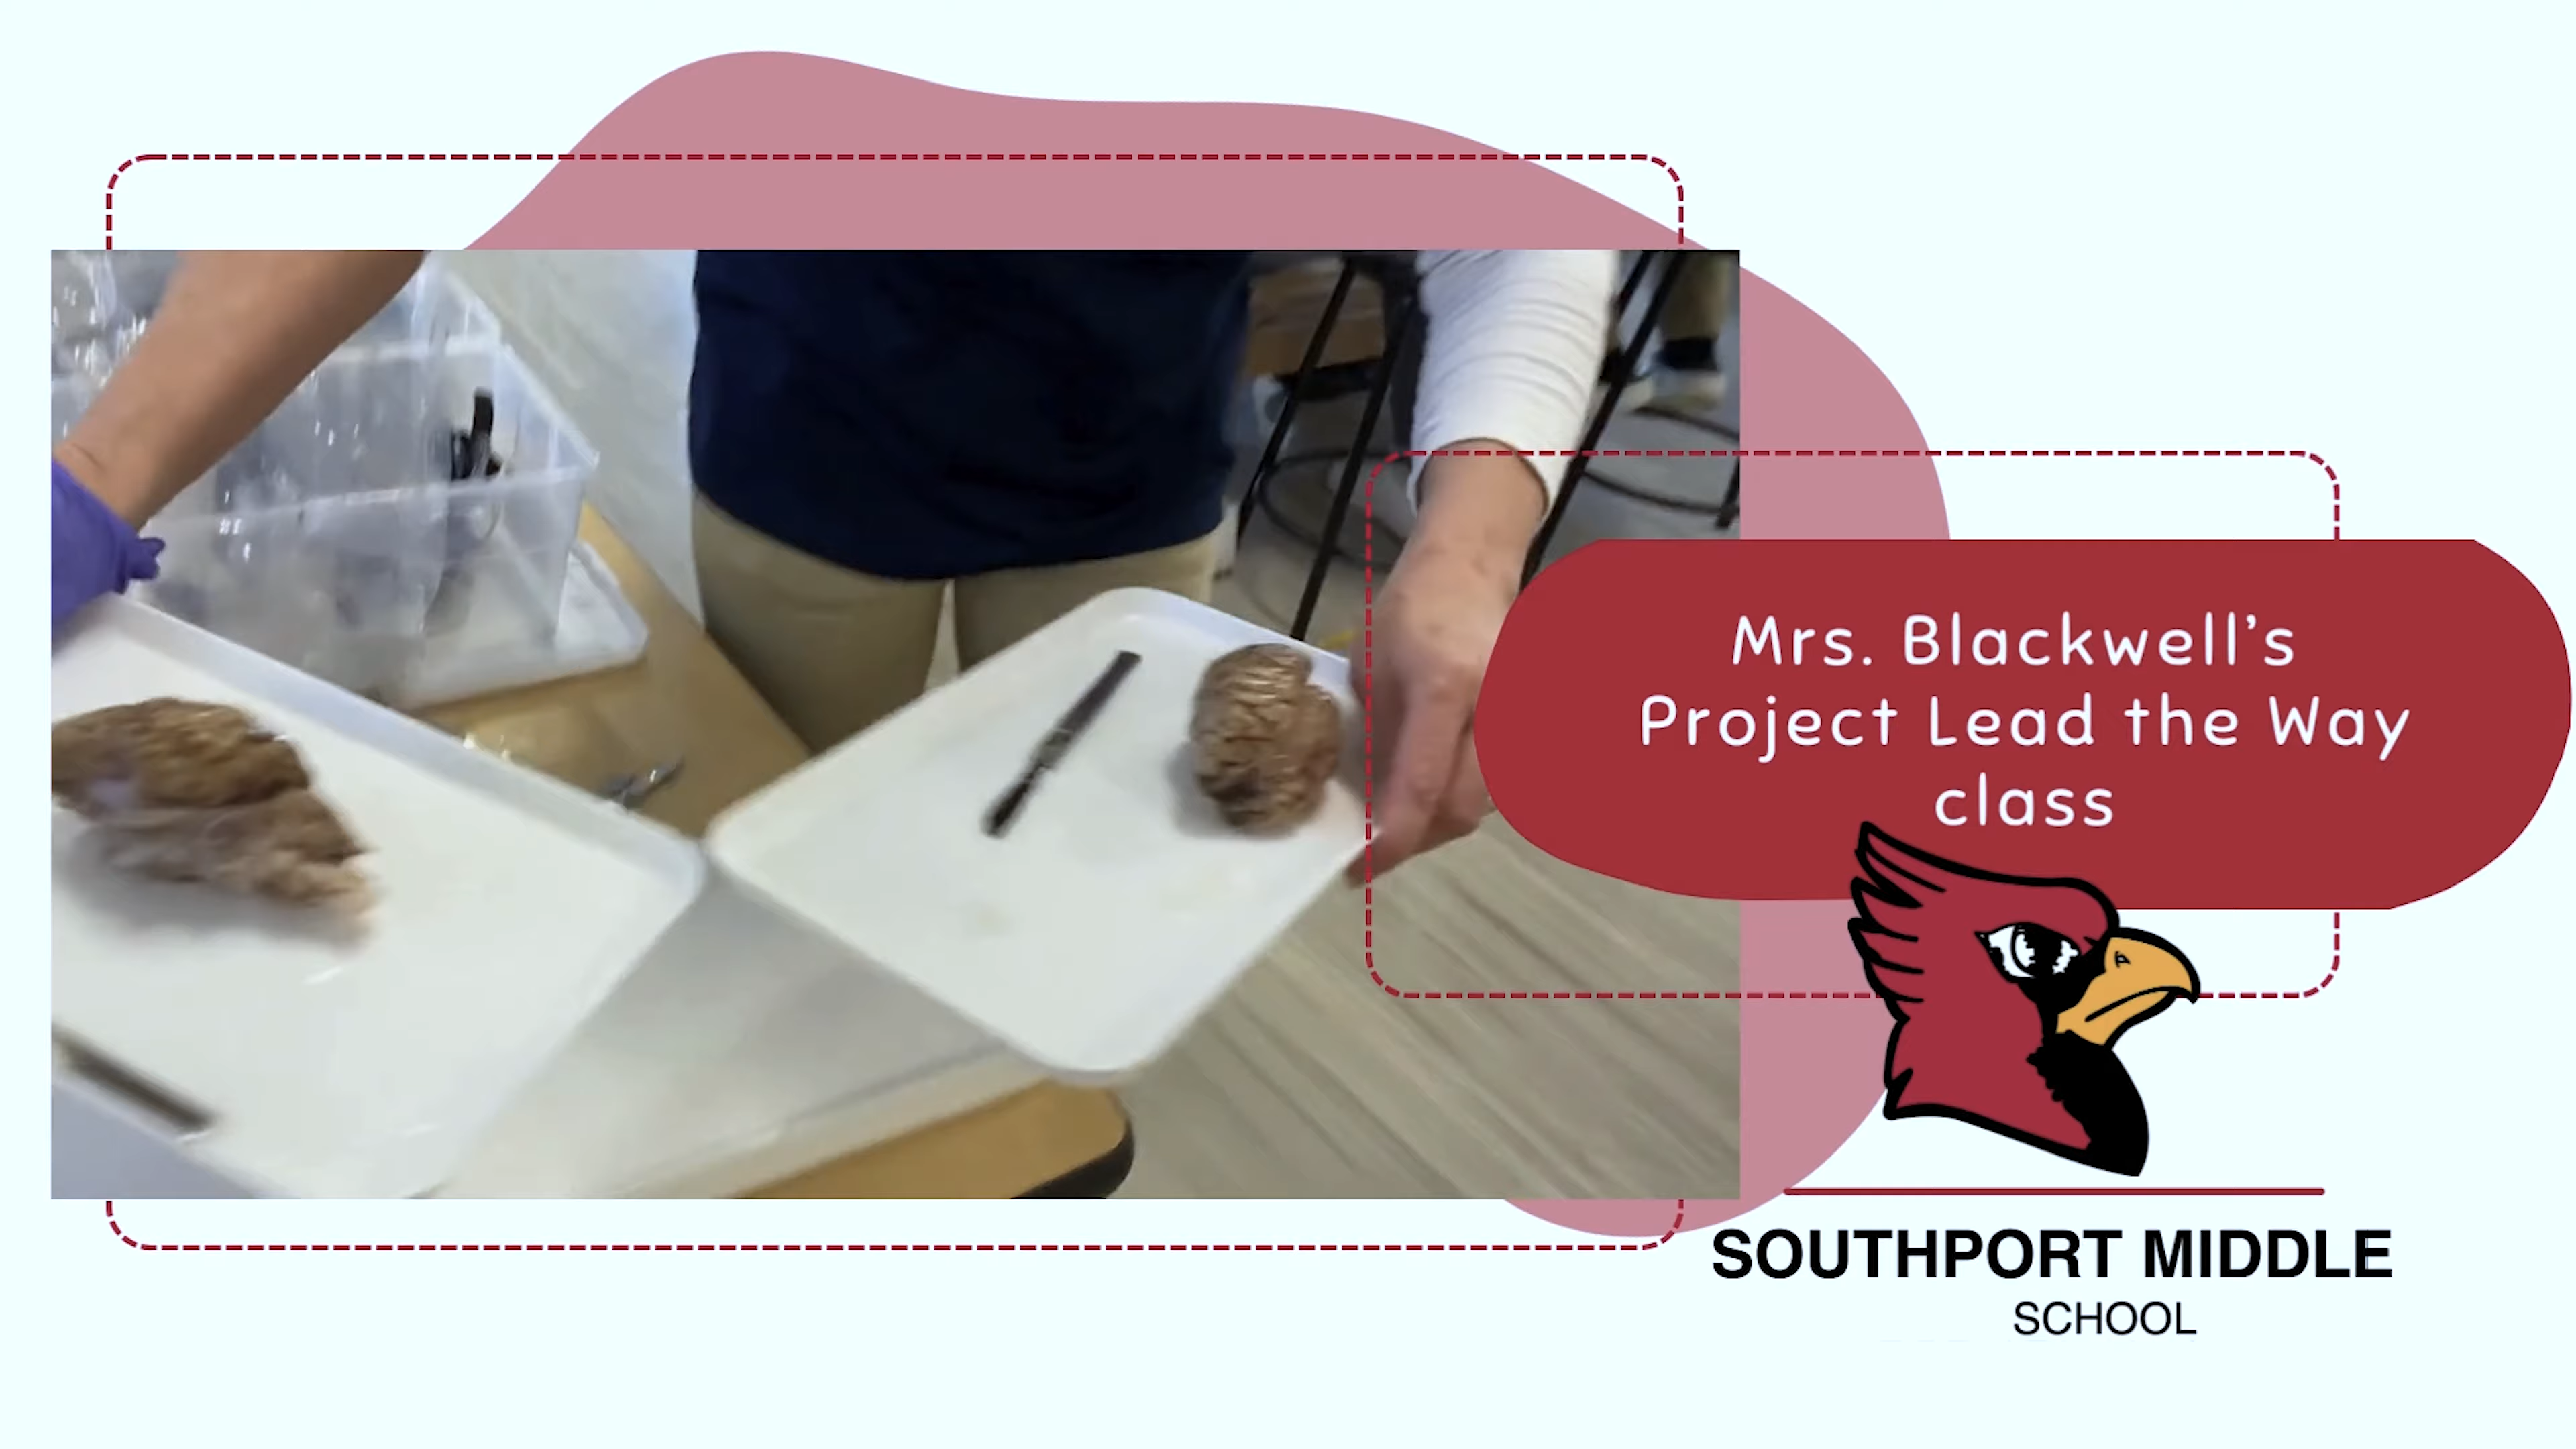 Mrs. Blackwell’s
Project Lead the Way
class
SOUTHPORT MIDDLE
SCHOOL